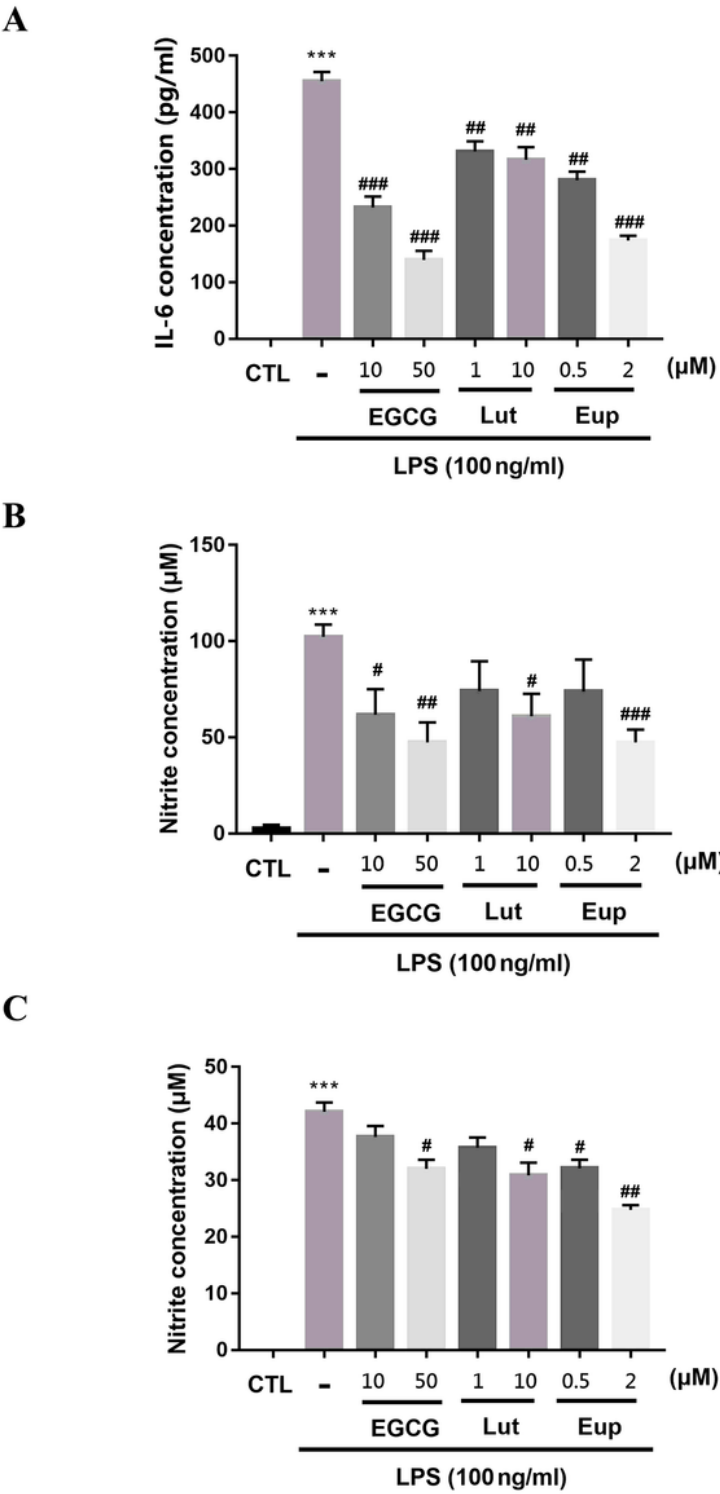 A
IL-6 concentration (pg/ml)
500
400
300
200
100
0
***
###
###
##
##
##
###
CTL - 10 50 1 10 0.5 2 (µM)
EGCG Lut Eup
LPS (100 ng/ml)
B
Nitrite concentration (µM)
150
100
50
0
***
#
##
#
###
CTL - 10 50 1 10 0.5 2 (µM)
EGCG Lut Eup
LPS (100 ng/ml)
C
Nitrite concentration (µM)
50
40
30
20
10
0
***
#
#
#
##
CTL - 10 50 1 10 0.5 2 (µM)
EGCG Lut Eup
LPS (100 ng/ml)